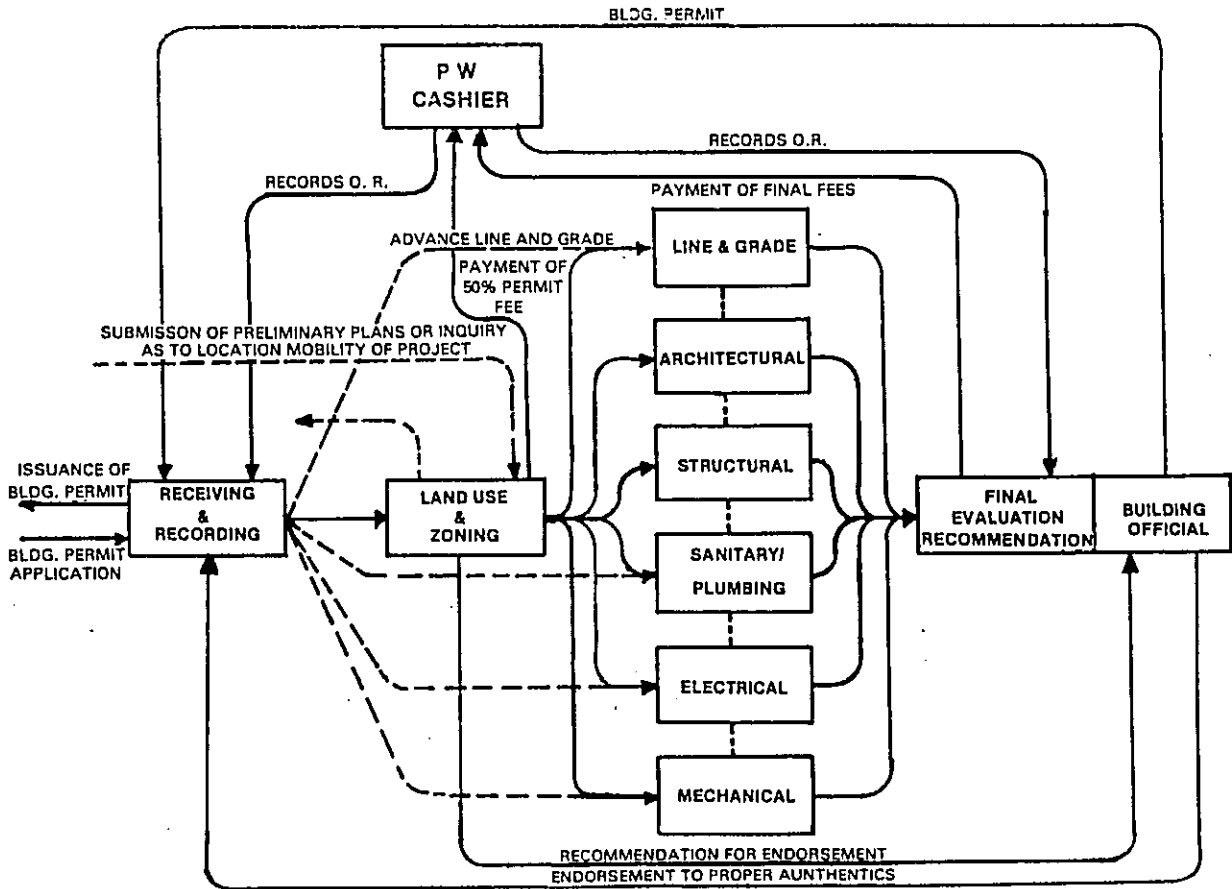 BLDG. PERMIT
P W
CASHIER
RECORDS O.R.
RECORDS O. R.
PAYMENT OF FINAL FEES
ADVANCE LINE AND GRADE
LINE & GRADE
PAYMENT OF
50% PERMIT
FEE
SUBMISSON OF PRELIMINARY PLANS OR INQUIRY
AS TO LOCATION MOBILITY OF PROJECT
ARCHITECTURAL
STRUCTURAL
ISSUANCE OF
BLDG. PERMIT
RECEIVING
&
RECORDING
LAND USE
&
ZONING
FINAL
EVALUATION
RECOMMENDATION
BUILDING
OFFICIAL
BLDG. PERMIT
APPLICATION
SANITARY/
PLUMBING
ELECTRICAL
MECHANICAL
RECOMMENDATION FOR ENDORSEMENT
ENDORSEMENT TO PROPER AUNTHENTICS